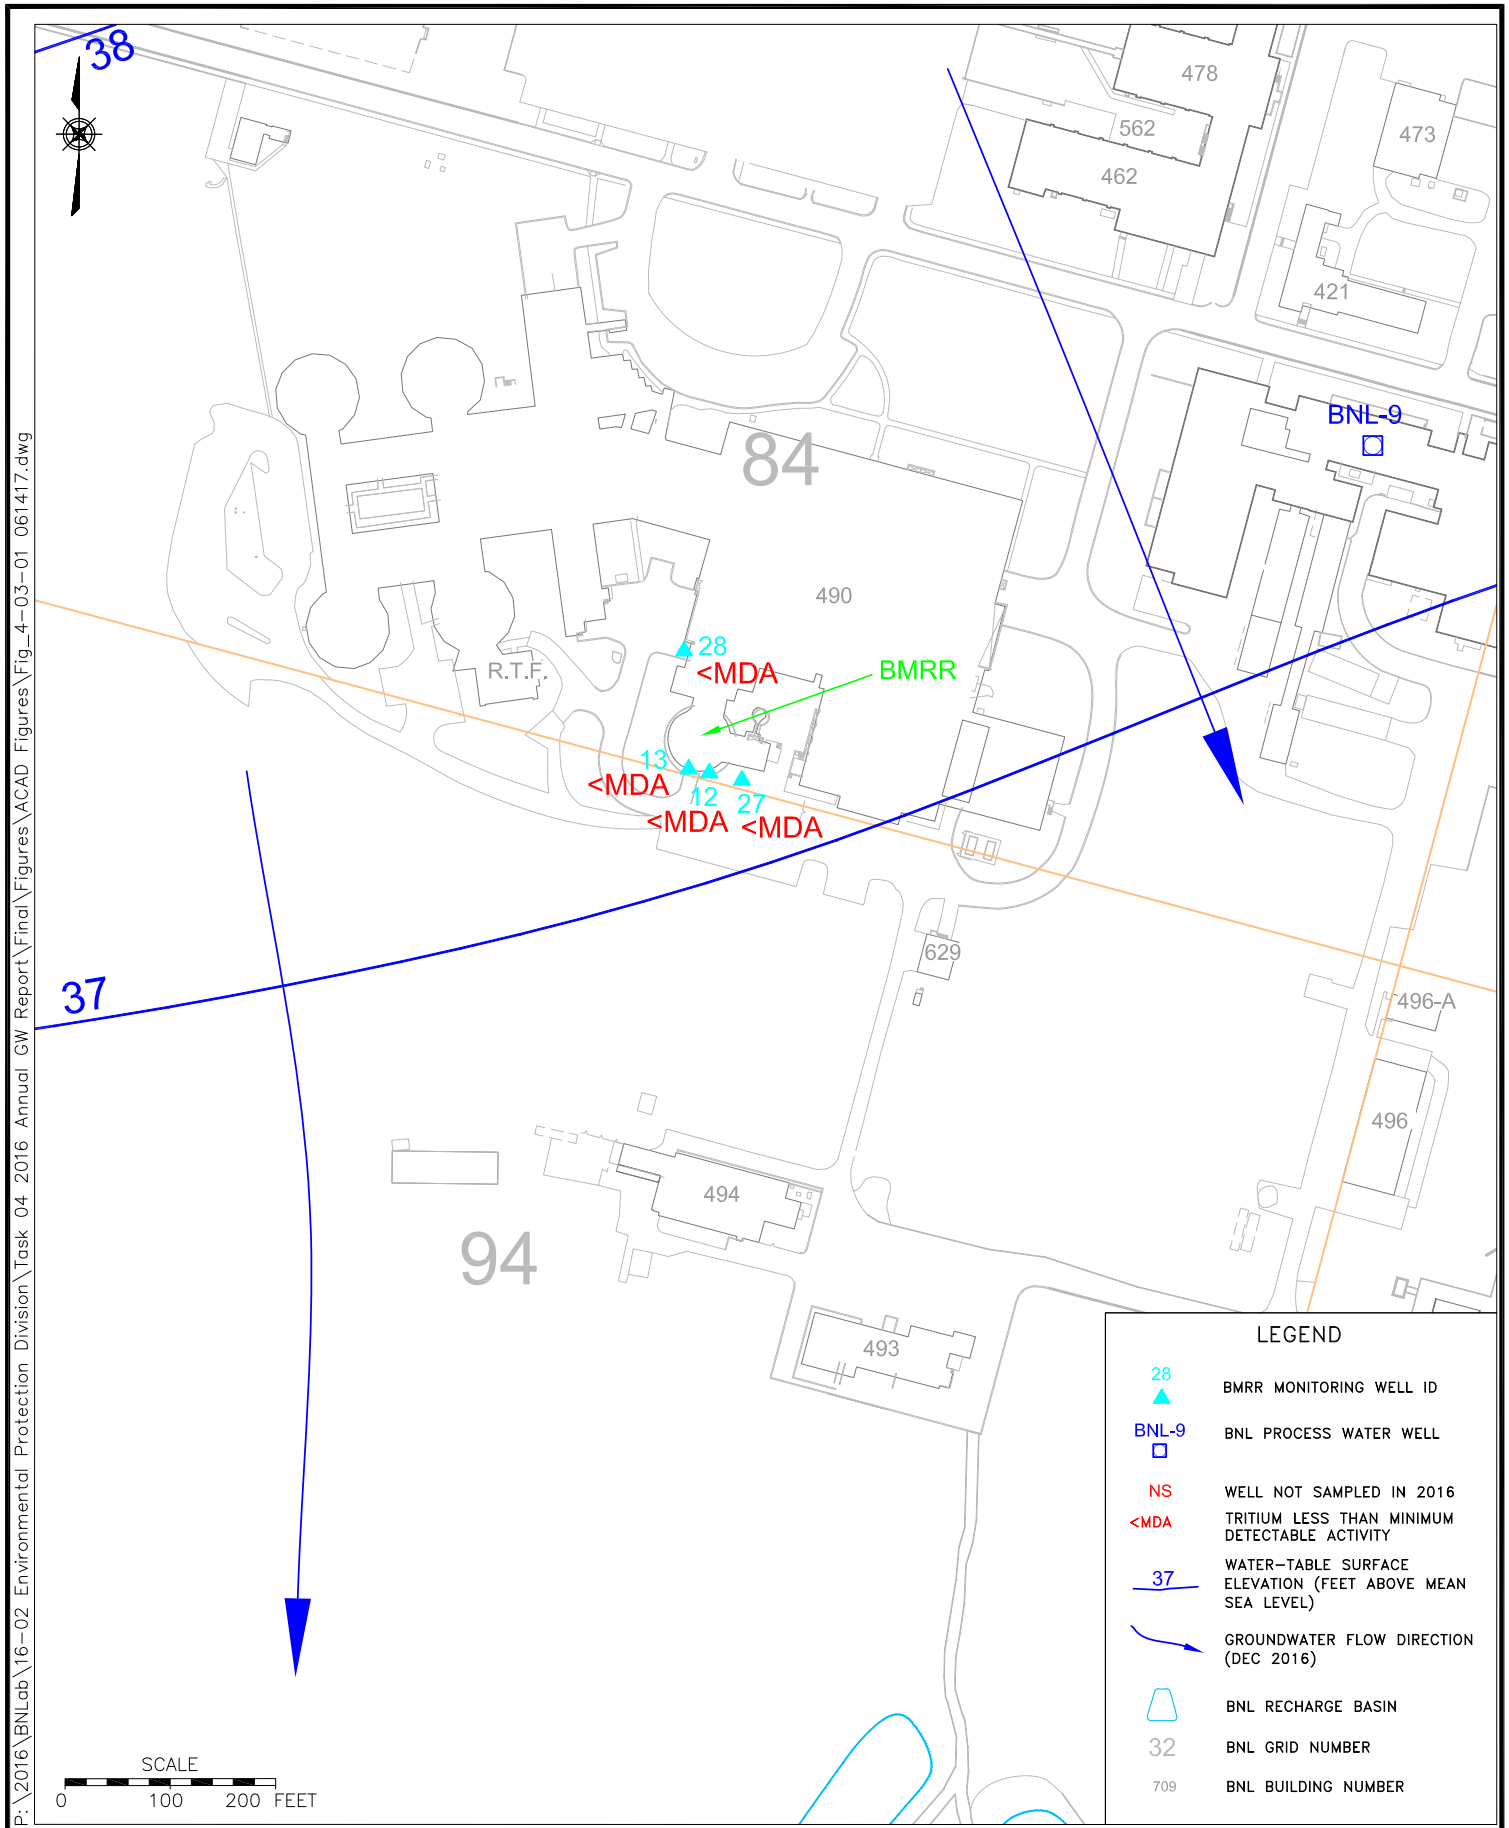 P:\2016\BNLab\16-02 Environmental Protection Division\Task 04 2016 Annual GW Report\Final\Figures\ACAD Figures\Fig_4-03-01 061417.dwg
38
478
562
473
462
421
BNL-9
84
490
28
<MDA
R.T.F.
BMRR
13
<MDA
12
27
<MDA
<MDA
629
37
496-A
496
494
94
493
SCALE
0 100 200 FEET
LEGEND
28
BMRR MONITORING WELL ID
BNL-9
BNL PROCESS WATER WELL
NS
WELL NOT SAMPLED IN 2016
<MDA
TRITIUM LESS THAN MINIMUM
DETECTABLE ACTIVITY
37
WATER-TABLE SURFACE
ELEVATION (FEET ABOVE MEAN
SEA LEVEL)
GROUNDWATER FLOW DIRECTION
(DEC 2016)
BNL RECHARGE BASIN
32
BNL GRID NUMBER
709
BNL BUILDING NUMBER